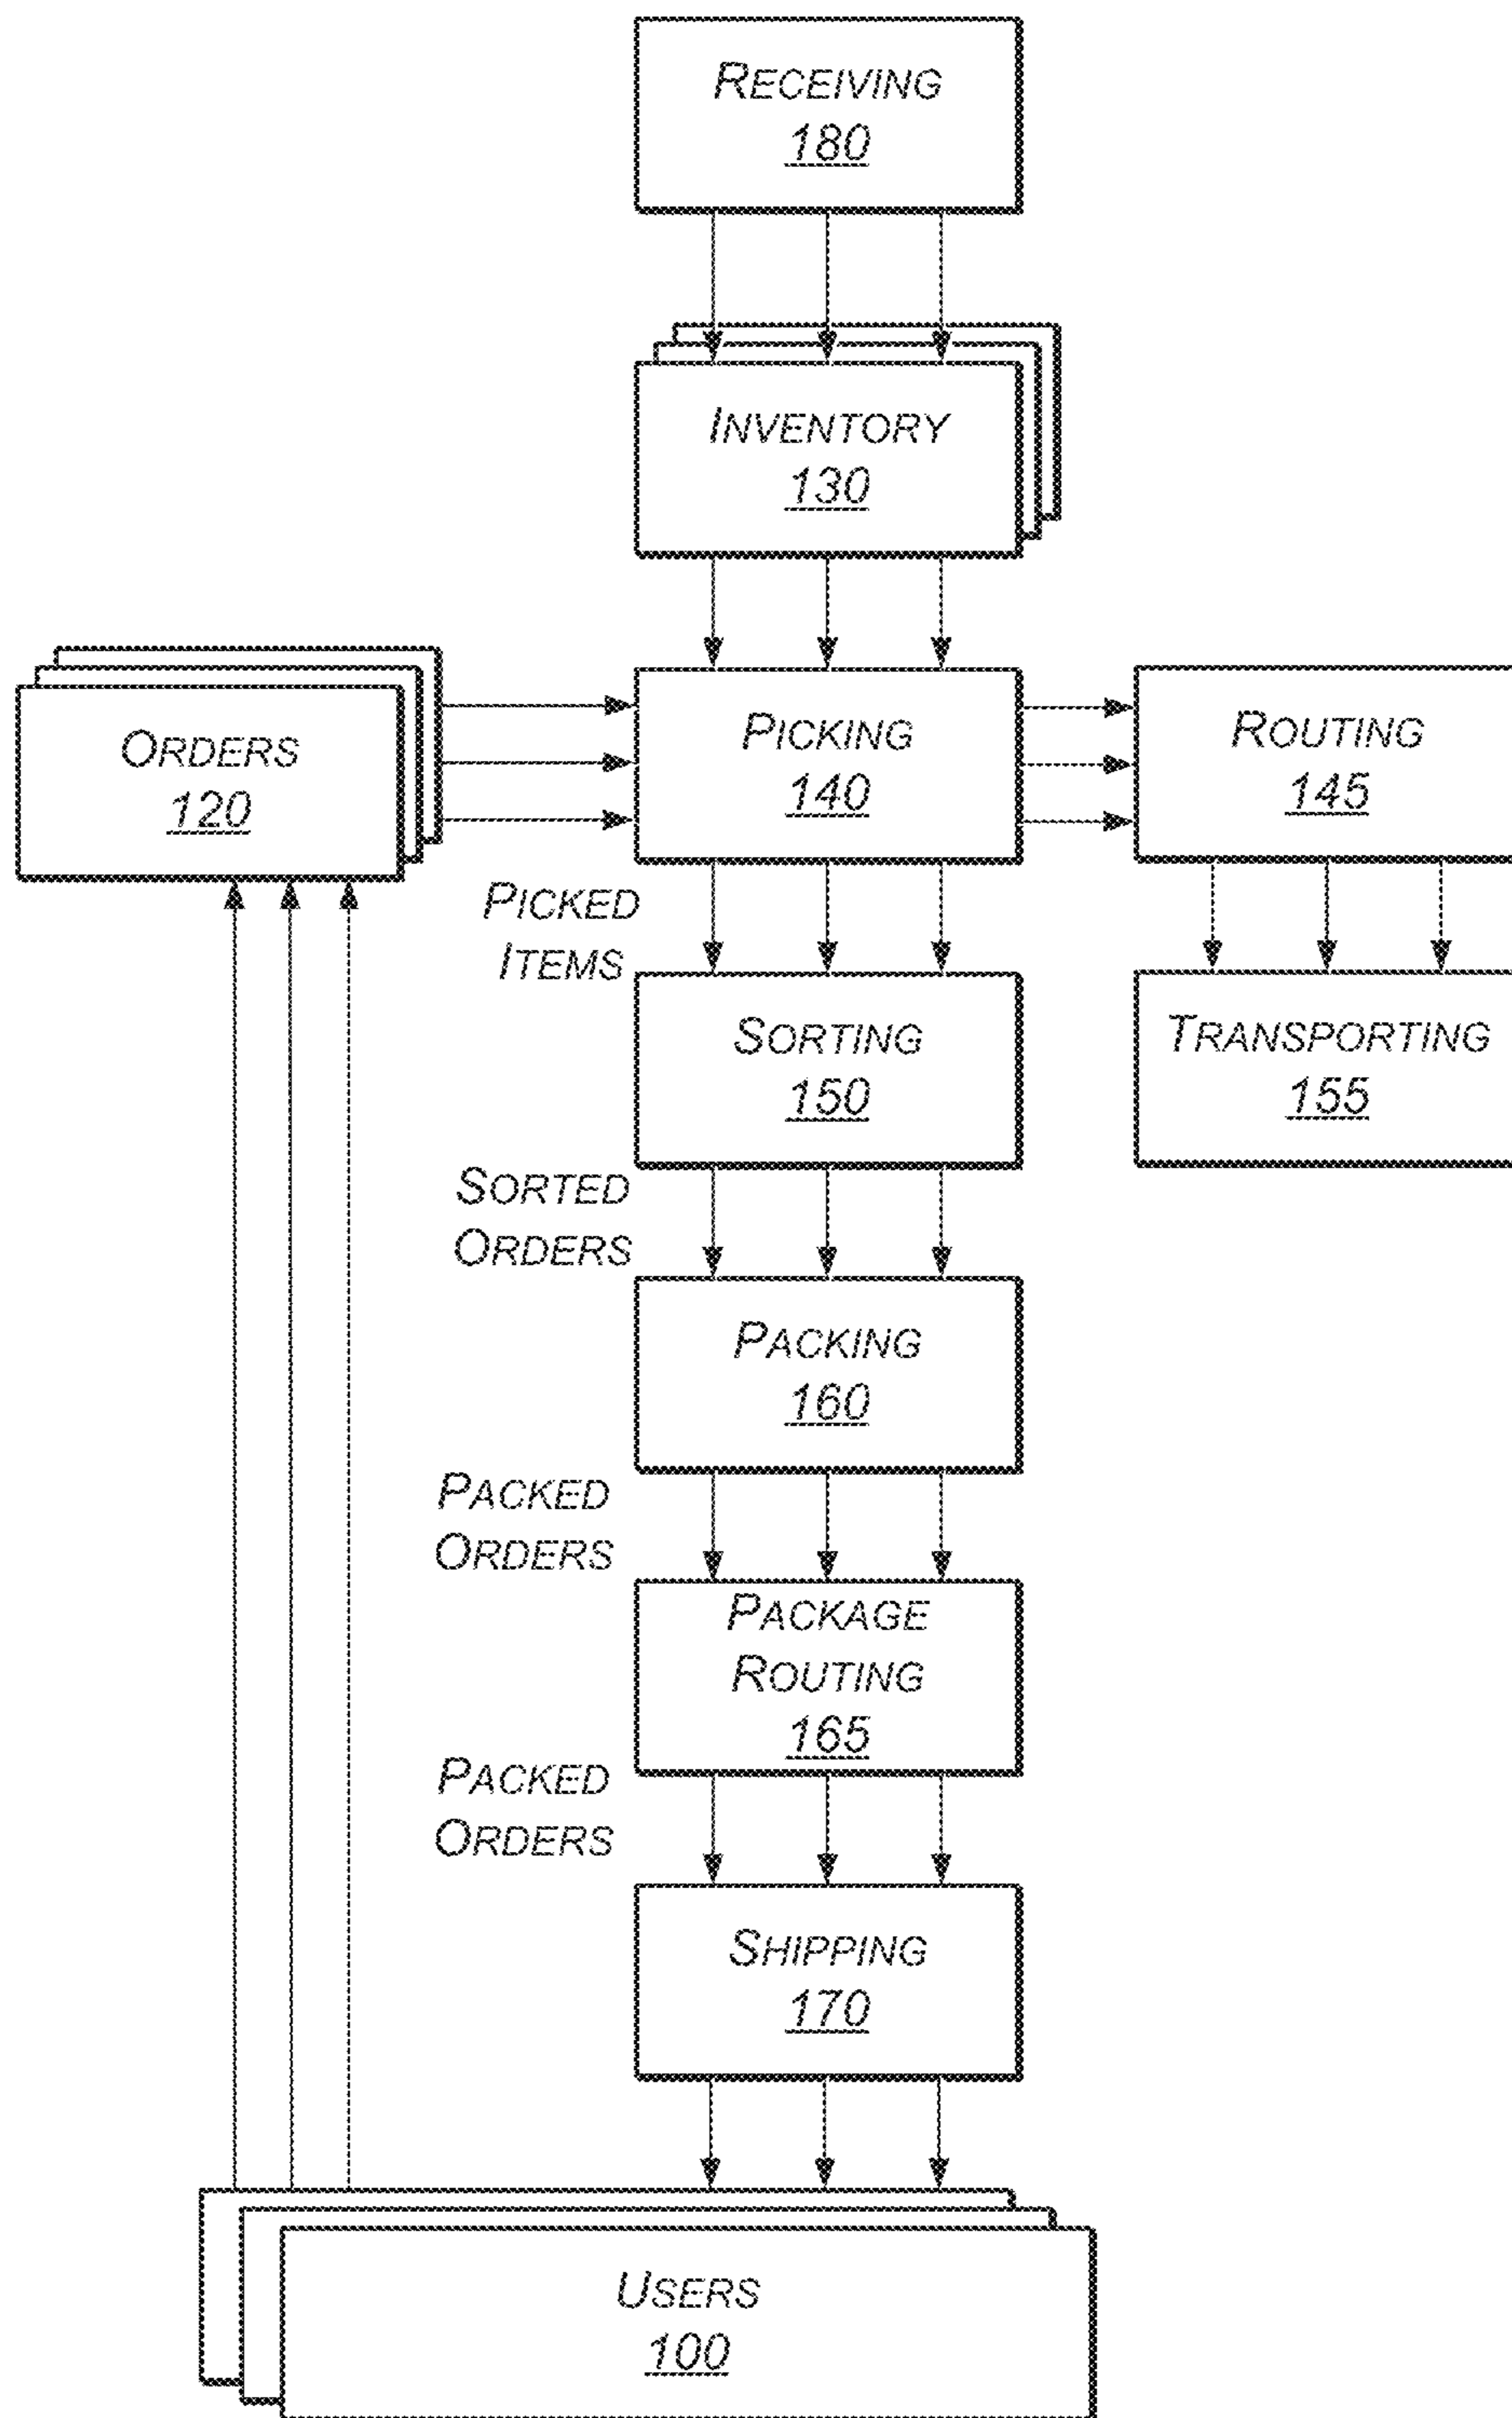 RECEIVING
180
INVENTORY
130
ORDERS
120
PICKING
140
ROUTING
145
PICKED
ITEMS
SORTING
150
TRANSPORTING
155
SORTED
ORDERS
PACKING
160
PACKED
ORDERS
PACKAGE
ROUTING
165
PACKED
ORDERS
SHIPPING
170
USERS
100